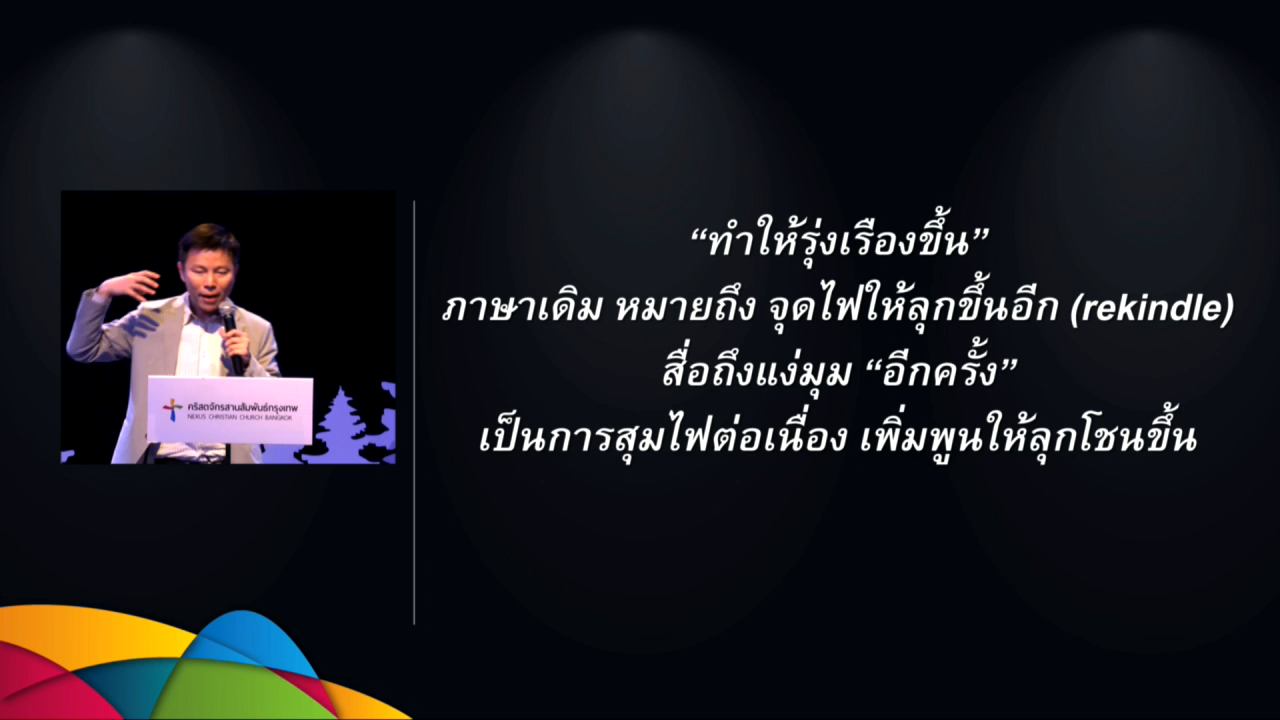 “ทำให้รุ่งเรืองขึ้น”
ภาษาเดิม หมายถึง จุดไฟให้ลุกขึ้นอีก (rekindle)
สื่อถึงแง่มุม “อีกครั้ง”
เป็นการสุมไฟต่อเนื่อง เพิ่มพูนให้ลุกโชนขึ้น
คริสตจักรสานสัมพันธ์กรุงเทพ
NEXUS CHRISTIAN CHURCH BANGKOK